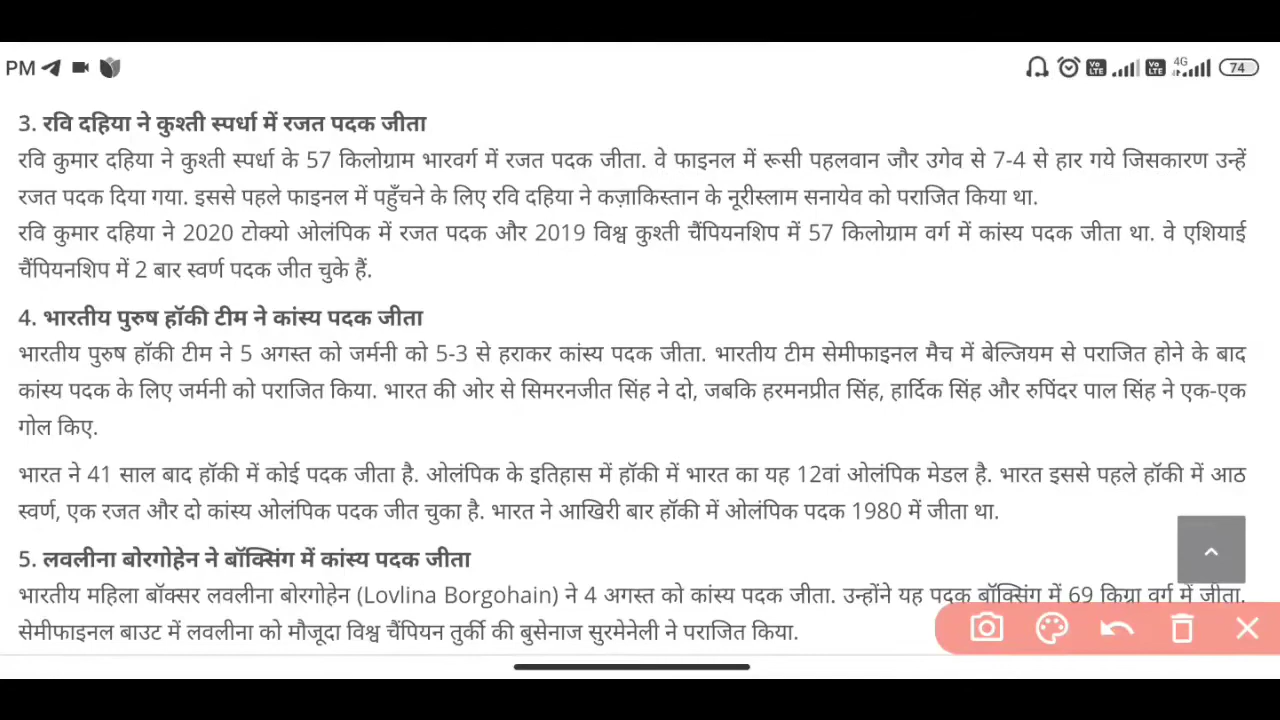 PM
4G
Vo LTE
Vo LTE
74
3. रवि दहिया ने कुश्ती स्पर्धा में रजत पदक जीता
रवि कुमार दहिया ने कुश्ती स्पर्धा के 57 किलोग्राम भारवर्ग में रजत पदक जीता. वे फाइनल में रूसी पहलवान जौर उगेव से 7-4 से हार गये जिसकारण उन्हें
रजत पदक दिया गया. इससे पहले फाइनल में पहुँचने के लिए रवि दहिया ने कज़ाकिस्तान के नूरीस्लाम सनायेव को पराजित किया था.
रवि कुमार दहिया ने 2020 टोक्यो ओलंपिक में रजत पदक और 2019 विश्व कुश्ती चैंपियनशिप में 57 किलोग्राम वर्ग में कांस्य पदक जीता था. वे एशियाई
चैंपियनशिप में 2 बार स्वर्ण पदक जीत चुके हैं.
4. भारतीय पुरुष हॉकी टीम ने कांस्य पदक जीता
भारतीय पुरुष हॉकी टीम ने 5 अगस्त को जर्मनी को 5-3 से हराकर कांस्य पदक जीता. भारतीय टीम सेमीफाइनल मैच में बेल्जियम से पराजित होने के बाद
कांस्य पदक के लिए जर्मनी को पराजित किया. भारत की ओर से सिमरनजीत सिंह ने दो, जबकि हरमनप्रीत सिंह, हार्दिक सिंह और रुपिंदर पाल सिंह ने एक-एक
गोल किए.
भारत ने 41 साल बाद हॉकी में कोई पदक जीता है. ओलंपिक के इतिहास में हॉकी में भारत का यह 12वां ओलंपिक मेडल है. भारत इससे पहले हॉकी में आठ
स्वर्ण, एक रजत और दो कांस्य ओलंपिक पदक जीत चुका है. भारत ने आखिरी बार हॉकी में ओलंपिक पदक 1980 में जीता था.
5. लवलीना बोरगोहेन ने बॉक्सिंग में कांस्य पदक जीता
भारतीय महिला बॉक्सर लवलीना बोरगोहेन (Lovlina Borgohain) ने 4 अगस्त को कांस्य पदक जीता. उन्होंने यह पदक बॉक्सिंग में 69 किग्रा वर्ग में जीता.
सेमीफाइनल बाउट में लवलीना को मौजूदा विश्व चैंपियन तुर्की की बुसेनाज सुरमेनेली ने पराजित किया.